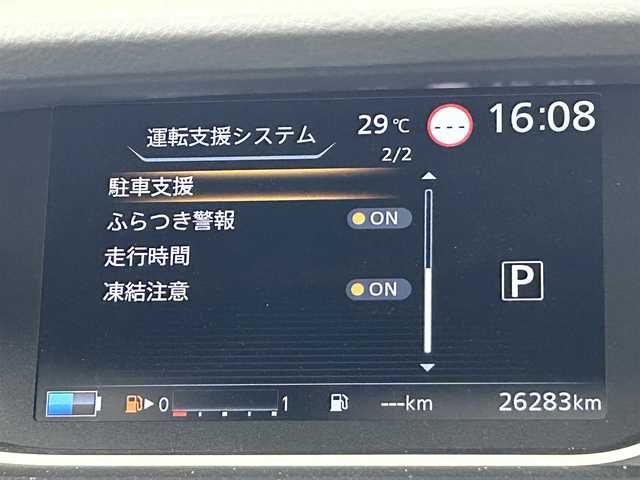 運転支援システム
29℃
---
16:08
2/2
駐車支援
ふらつき警報 ON
走行時間
凍結注意 ON
P
0 1
---km
26283km